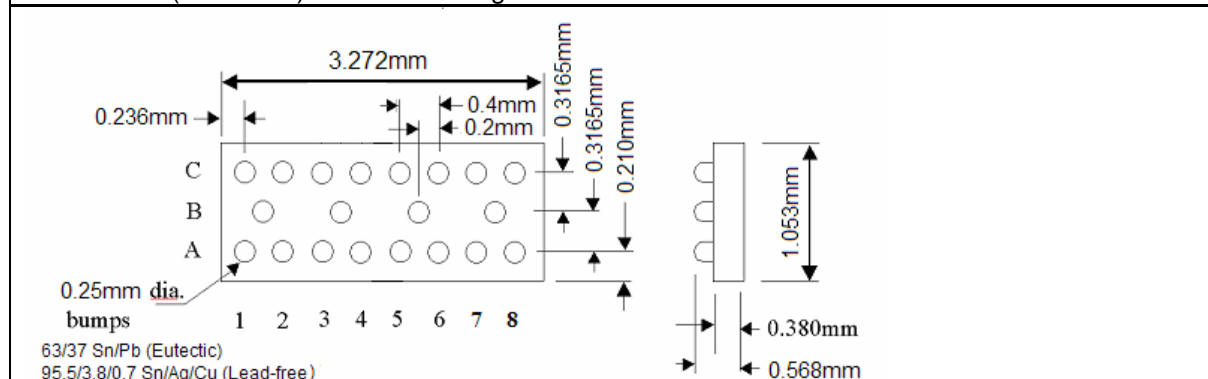 3.272mm
0.236mm
0.4mm
0.2mm
0.3165mm
0.3165mm
0.210mm
C
B
A
1.053mm
0.25mm dia.
bumps
1 2 3 4 5 6 7 8
0.380mm
63/37 Sn/Pb (Eutectic)
0.568mm
95.5/3.8/0.7 Sn/Ag/Cu (Lead-free)